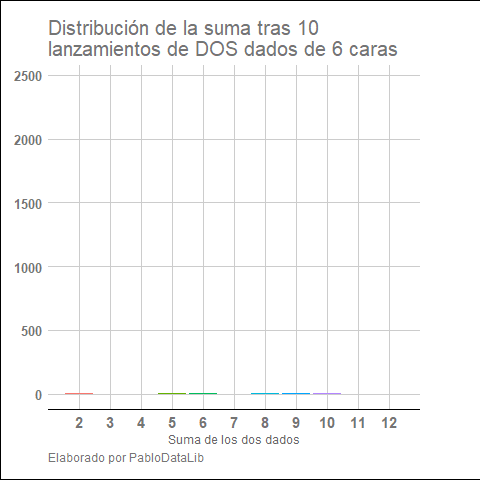 Distribución de la suma tras 10
lanzamientos de DOS dados de 6 caras
2500
2000
1500
1000
500
0
2 3 4 5 6 7 8 9 10 11 12
Suma de los dos dados
Elaborado por PabloDataLib